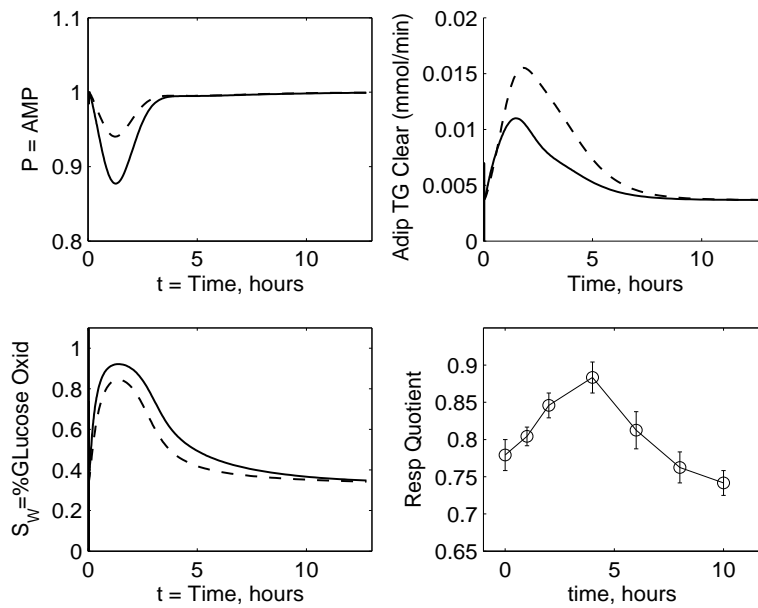 1.1
1
0.9
0.8
P = AMP
0 5 10
t = Time, hours
0.02
0.015
0.01
0.005
0
Adip TG Clear (mmol/min)
0 5 10
Time, hours
1
0.8
0.6
0.4
0.2
0
S_W=%GLucose Oxid
0 5 10
t = Time, hours
0.9
0.85
0.8
0.75
0.7
0.65
Resp Quotient
0 5 10
time, hours